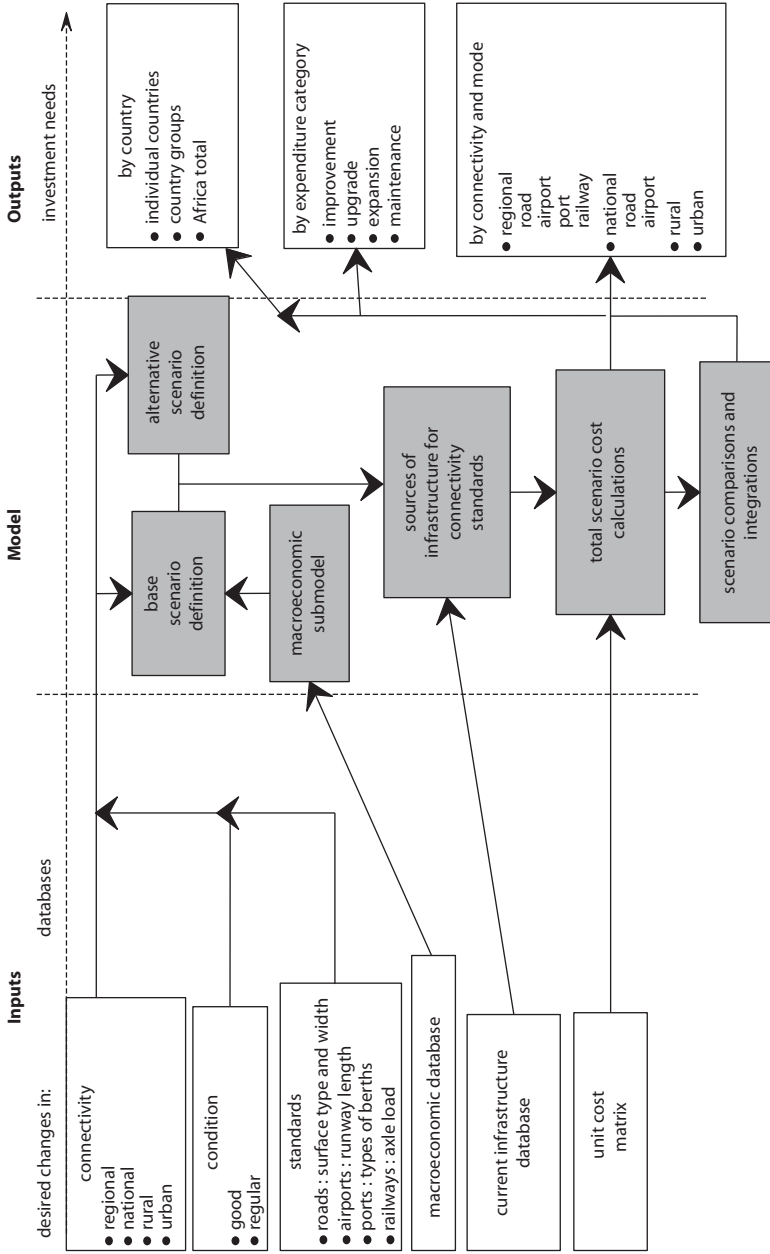 Inputs
Model
Outputs
desired changes in:
databases
investment needs
connectivity
● regional
● national
● rural
● urban
condition
● good
● regular
standards
● roads : surface type and width
● airports : runway length
● ports : types of berths
● railways : axle load
macroeconomic database
current infrastructure
database
unit cost
matrix
base
scenario
definition
alternative
scenario
definition
macroeconomic
submodel
sources of
infrastructure for
connectivity
standards
total scenario cost
calculations
scenario comparisons and
integrations
by country
● individual countries
● country groups
● Africa total
by expenditure category
● improvement
● upgrade
● expansion
● maintenance
by connectivity and mode
● regional
road
airport
port
railway
● national
road
airport
● rural
● urban